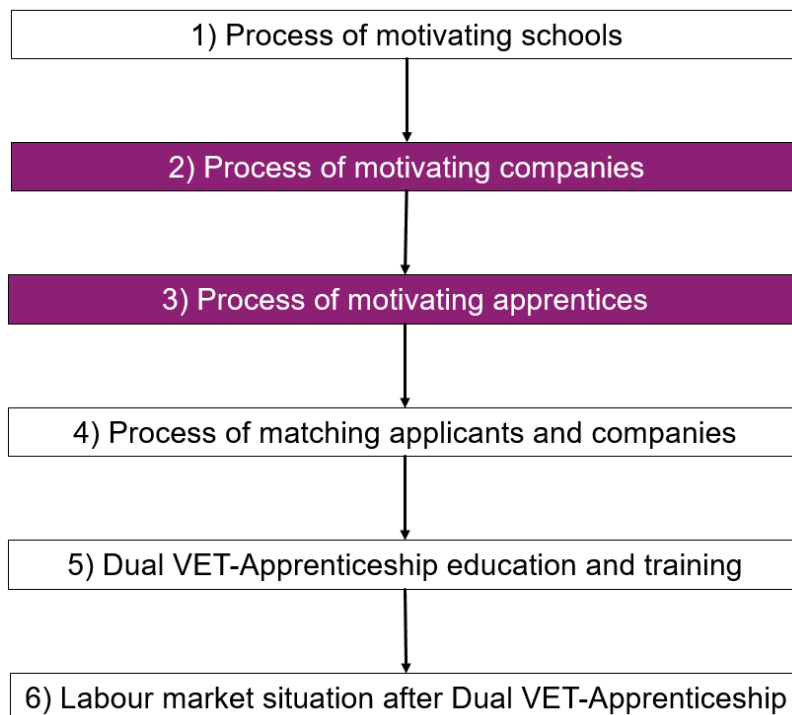 1) Process of motivating schools
2) Process of motivating companies
3) Process of motivating apprentices
4) Process of matching applicants and companies
5) Dual VET-Apprenticeship education and training
6) Labour market situation after Dual VET-Apprenticeship